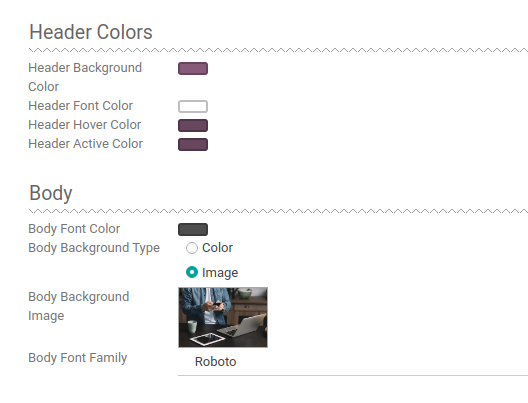 Header Colors
Header Background
Color
Header Font Color
Header Hover Color
Header Active Color
Body
Body Font Color
Body Background Type
Color
Image
Body Background
Image
Body Font Family
Roboto